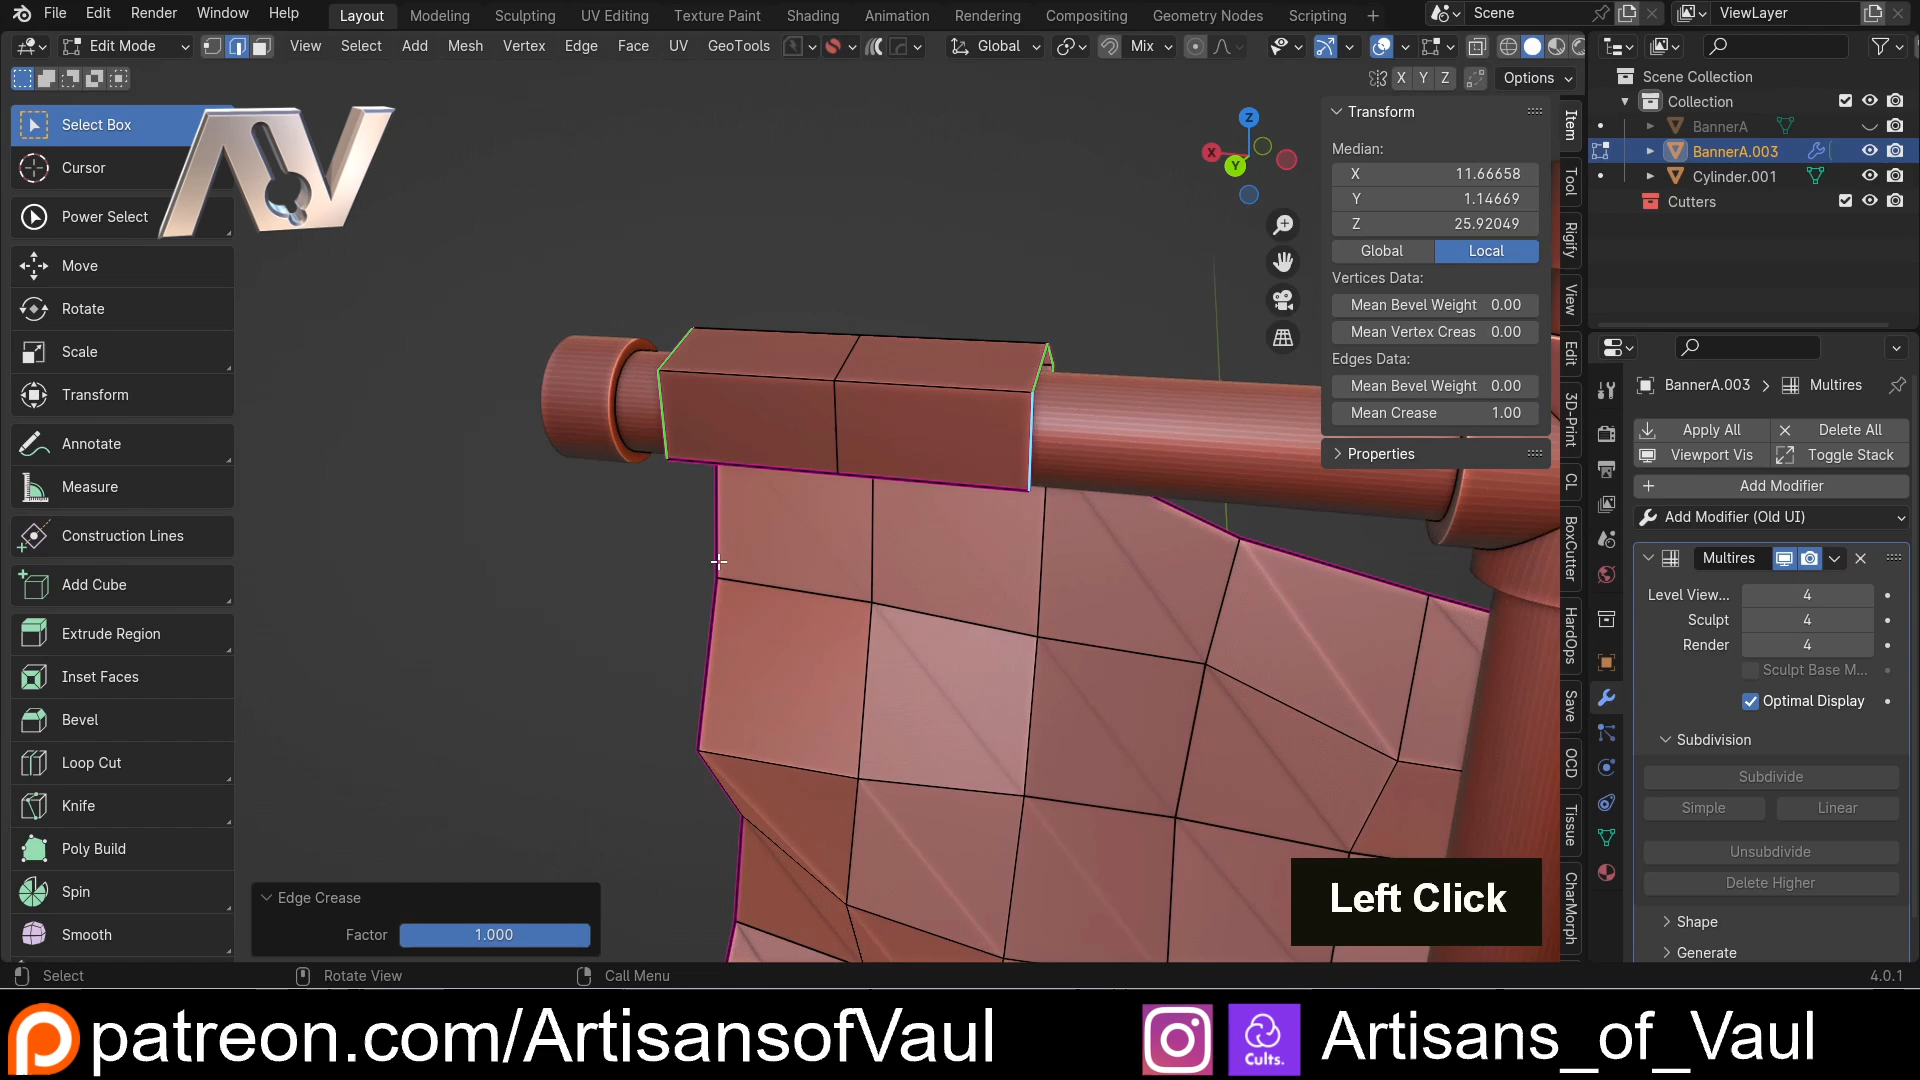 File Edit Render Window Help Layout Modeling Sculpting UV Editing Texture Paint Shading Animation Rendering Compositing Geometry Nodes Scripting + Scene ViewLayer
Edit Mode View Select Add Mesh Vertex Edge Face UV GeoTools Global Mix
X Y Z Options
Scene Collection
Collection
BannerA
BannerA.003
Cylinder.001
Cutters
Select Box
Cursor
Power Select
Move
Rotate
Scale
Transform
Annotate
Measure
Construction Lines
Add Cube
Extrude Region
Inset Faces
Bevel
Loop Cut
Knife
Poly Build
Spin
Smooth
AV
Z
X
Y
Transform
Median:
X 11.66658
Y 1.14669
Z 25.92049
Global Local
Vertices Data:
Mean Bevel Weight 0.00
Mean Vertex Creas 0.00
Edges Data:
Mean Bevel Weight 0.00
Mean Crease 1.00
Properties
Item
Tool
Rigify
View
Edit
3D-Print
CL
BoxCutter
HardOps
Save
OCD
Tissue
CharMorph
BannerA.003 > Multires
Apply All Delete All
Viewport Vis Toggle Stack
Add Modifier
Add Modifier (Old UI)
Multires
Level View... 4
Sculpt 4
Render 4
Sculpt Base M...
Optimal Display
Subdivision
Subdivide
Simple Linear
Unsubdivide
Delete Higher
Shape
Generate
Edge Crease
Factor 1.000
Left Click
Select Rotate View Call Menu 4.0.1
patreon.com/ArtisansofVaul Cults. Artisans_of_Vaul